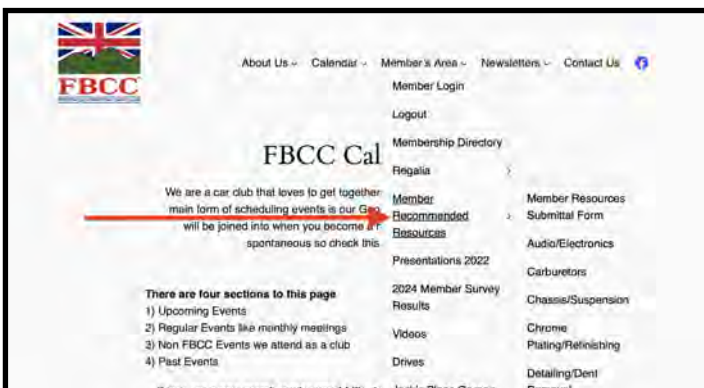 FBCC
About Us Calendar Member's Area Newsletters Contact Us
Member Login
Logout
Membership Directory
Regalia
Member
Recommended
Resources
Presentations 2022
2024 Member Survey
Results
Videos
Drives
Member Resources
Submittal Form
Audio/Electronics
Carburetors
Chassis/Suspension
Chrome
Plating/Refinishing
Detailing/Dent
FBCC Cal
We are a car club that loves to get together
main form of scheduling events is our
will be joined into when you become a
spontaneous so check this
There are four sections to this page
1) Upcoming Events
2) Regular Events like monthly meetings
3) Non FBCC Events we attend as a club
4) Past Events